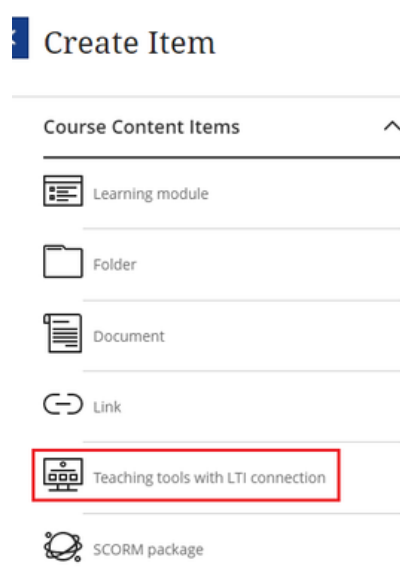 Create Item
Course Content Items
Learning module
Folder
Document
Link
Teaching tools with LTI connection
SCORM package